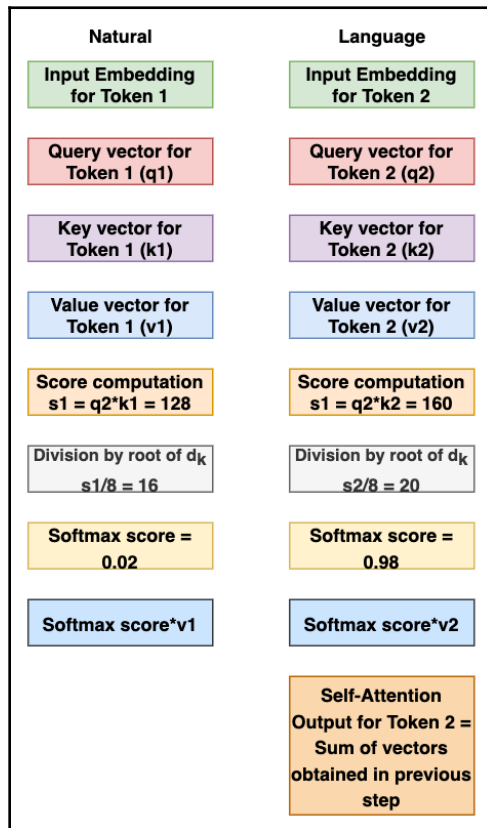 Natural
Language
Input Embedding
for Token 1
Input Embedding
for Token 2
Query vector for
Token 1 (q1)
Query vector for
Token 2 (q2)
Key vector for
Token 1 (k1)
Key vector for
Token 2 (k2)
Value vector for
Token 1 (v1)
Value vector for
Token 2 (v2)
Score computation
s1 = q2*k1 = 128
Score computation
s1 = q2*k2 = 160
Division by root of dk
s1/8 = 16
Division by root of dk
s2/8 = 20
Softmax score =
0.02
Softmax score =
0.98
Softmax score*v1
Softmax score*v2
Self-Attention
Output for Token 2 =
Sum of vectors
obtained in previous
step